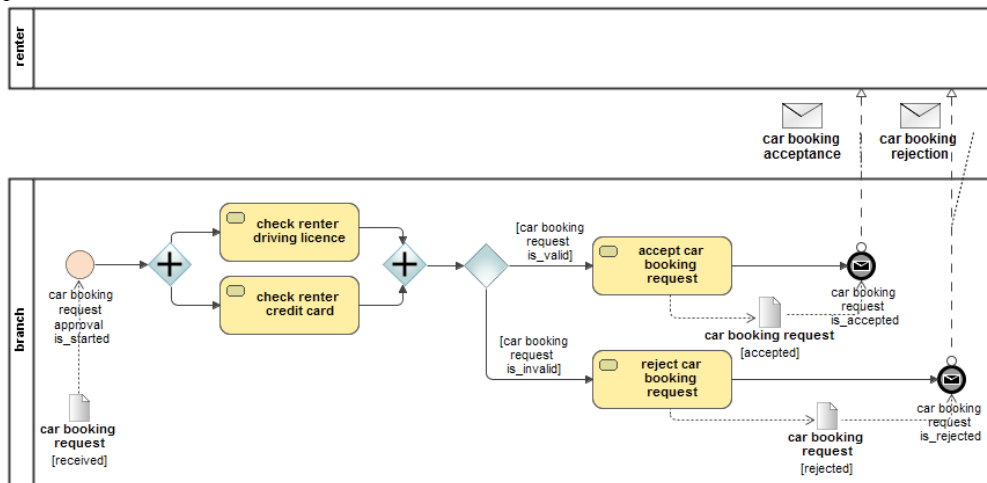 renter
car booking
acceptance
car booking
rejection
branch
check renter
driving licence
check renter
credit card
car booking
request
approval
is_started
[car booking
request
is_valid]
accept car
booking
request
car booking
request
is_accepted
car booking request
[accepted]
[car booking
request
is_invalid]
reject car
booking
request
car booking
request
is_rejected
car booking
request
[received]
car booking
request
[rejected]